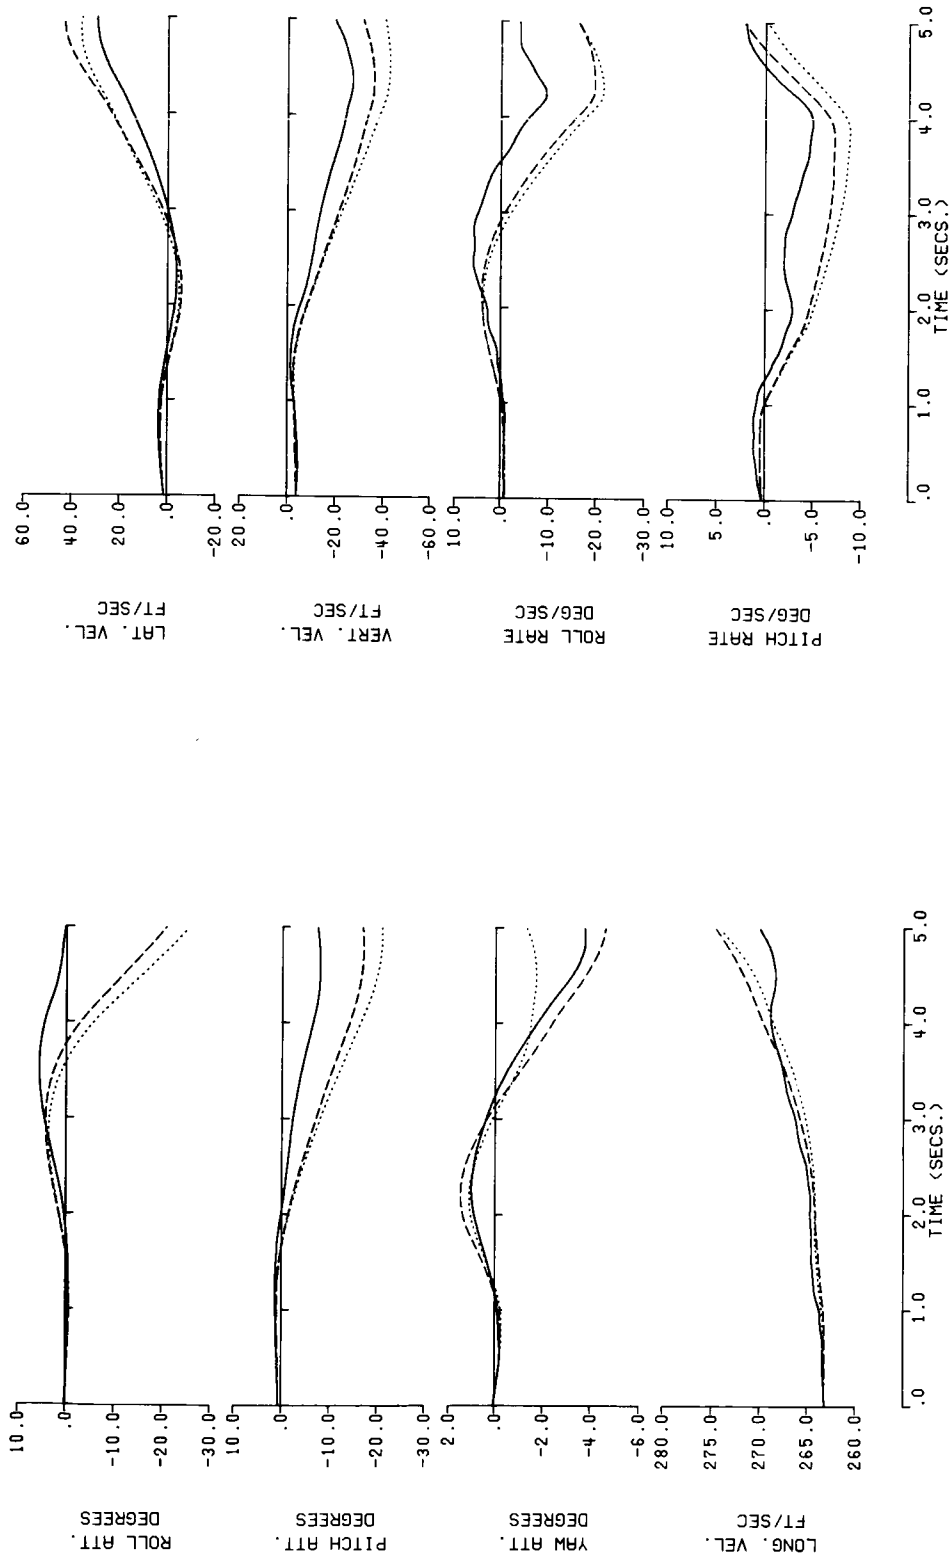 ROLL ATT.
DEGREES
10.0
.0
-10.0
-20.0
-30.0
PITCH ATT.
DEGREES
10.0
.0
-10.0
-20.0
-30.0
YAW ATT.
DEGREES
2.0
.0
-2.0
-4.0
-6.0
LONG. VEL.
FT/SEC
280.0
275.0
270.0
265.0
260.0
.0 1.0 2.0 3.0 4.0 5.0
TIME (SECS.)
LAT. VEL.
FT/SEC
60.0
40.0
20.0
.0
-20.0
VERT. VEL.
FT/SEC
20.0
.0
-20.0
-40.0
-60.0
ROLL RATE
DEG/SEC
10.0
.0
-10.0
-20.0
-30.0
PITCH RATE
DEG/SEC
10.0
5.0
.0
-5.0
-10.0
.0 1.0 2.0 3.0 4.0 5.0
TIME (SECS.)